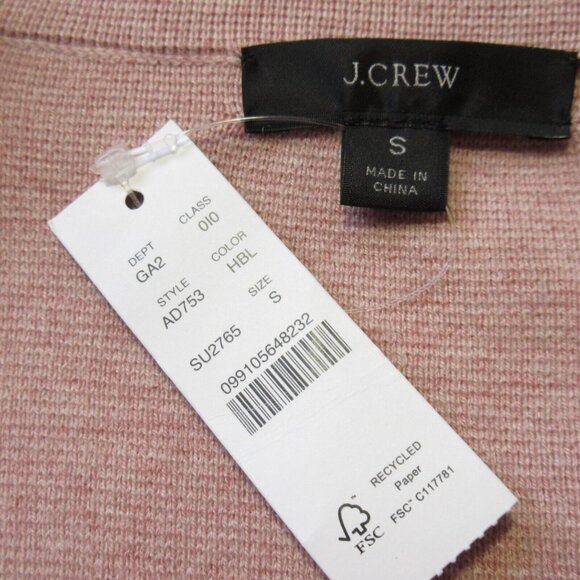 J.CREW
S
MADE IN
CHINA
DEPT CLASS
GA2 010
STYLE COLOR
AD753 HBL
SIZE
SU2765 S
099105648232
RECYCLED
Paper
FSC™ C117781
FSC